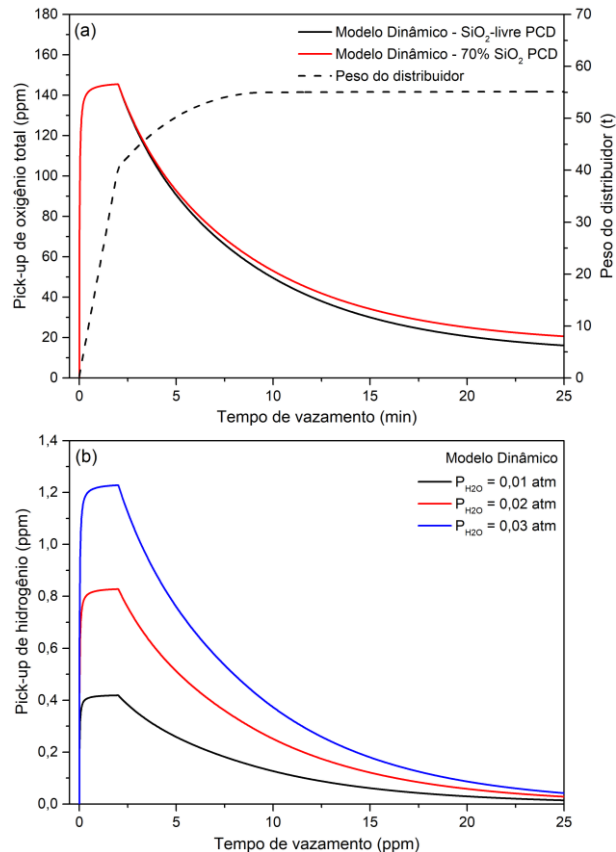 (a)
Modelo Dinâmico - SiO₂-livre PCD
Modelo Dinâmico - 70% SiO₂ PCD
Peso do distribuidor
Pick-up de oxigênio total (ppm)
180
160
140
120
100
80
60
40
20
0
Peso do distribuidor (t)
70
60
50
40
30
20
10
0
0 5 10 15 20 25
Tempo de vazamento (min)
(b)
Modelo Dinâmico
P_H2O = 0,01 atm
P_H2O = 0,02 atm
P_H2O = 0,03 atm
Pick-up de hidrogênio (ppm)
1,4
1,2
1,0
0,8
0,6
0,4
0,2
0,0
0 5 10 15 20 25
Tempo de vazamento (ppm)